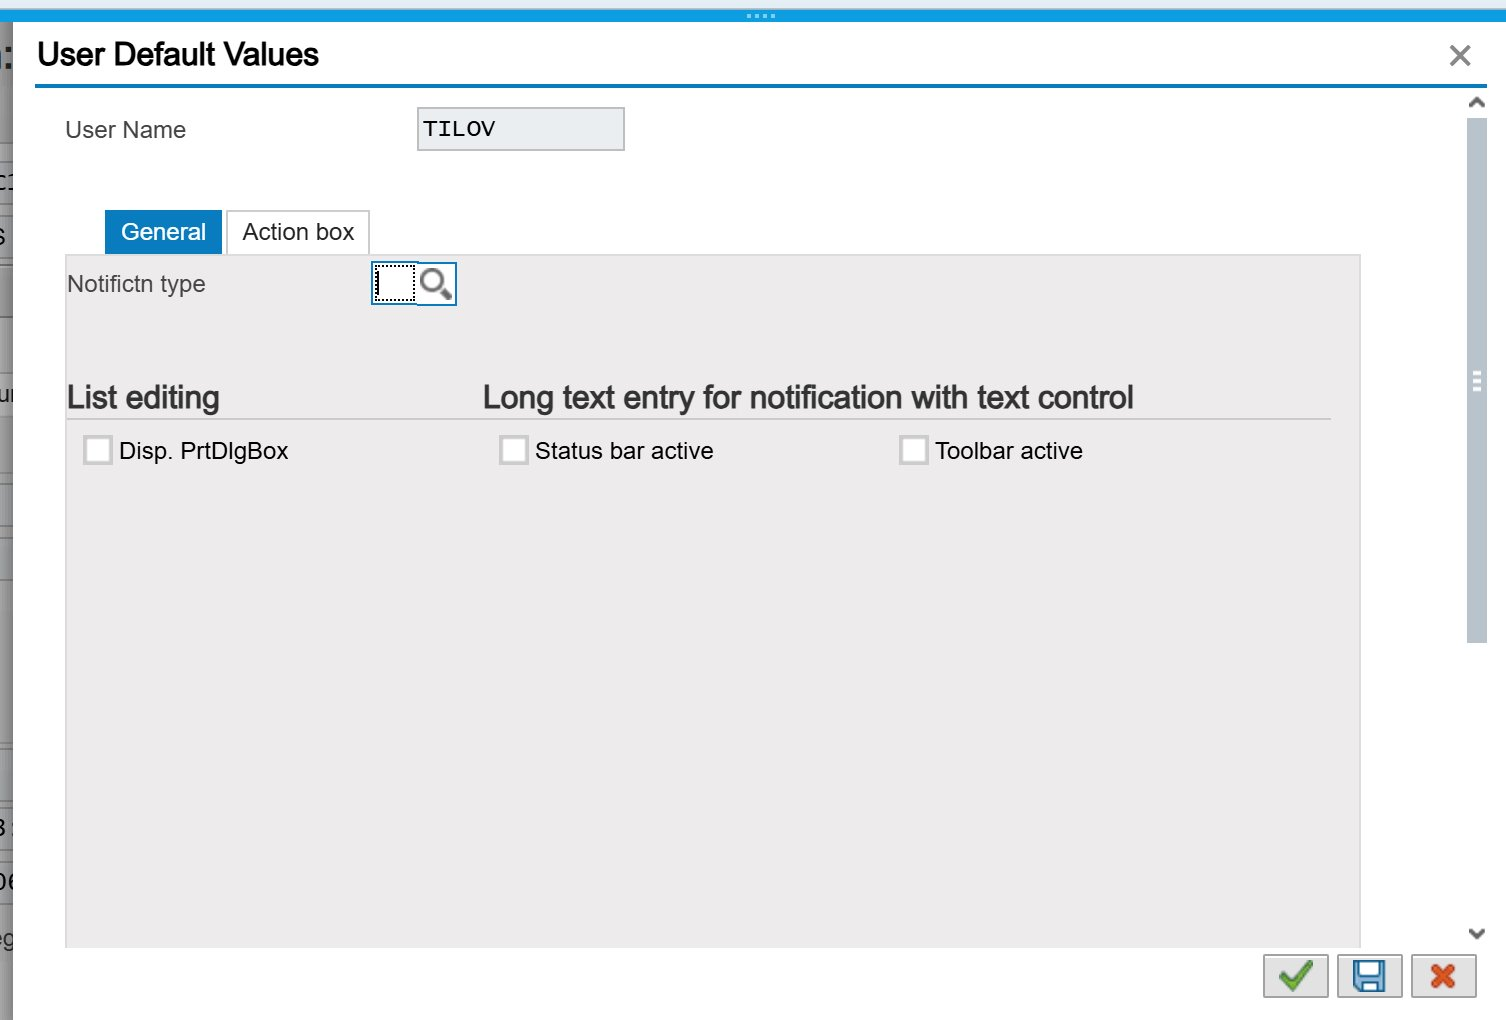 User Default Values
User Name
TILOV
General
Action box
Notifictn type
List editing
Long text entry for notification with text control
Disp. PrtDlgBox
Status bar active
Toolbar active